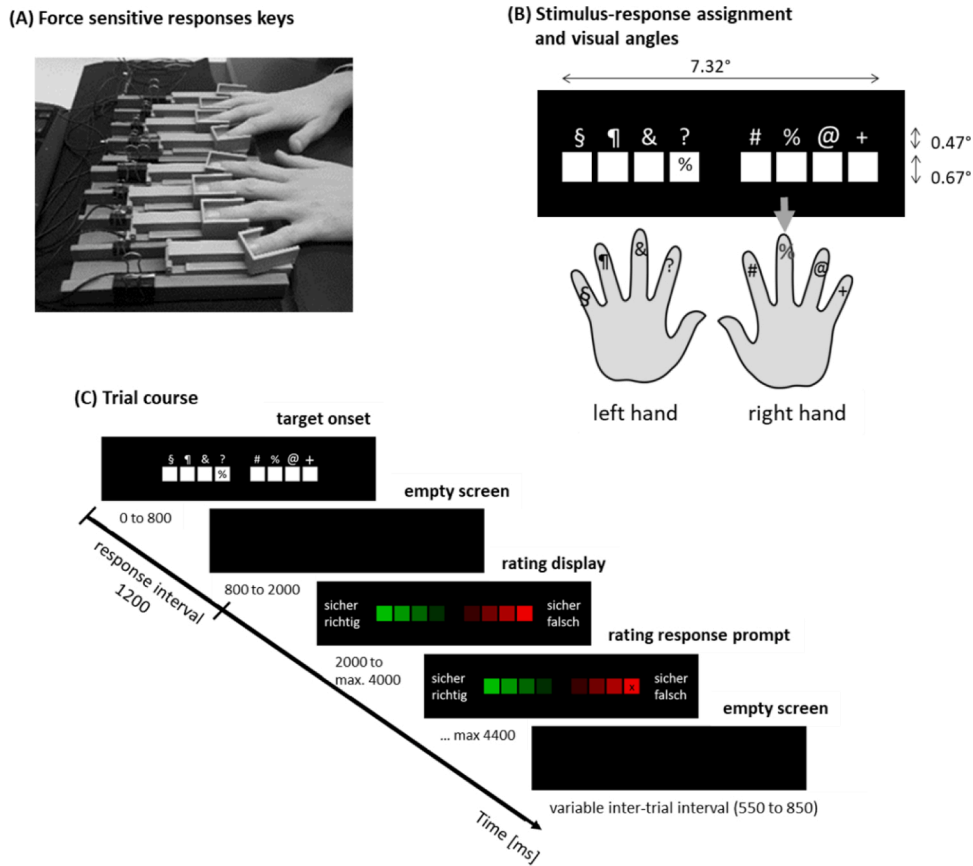 (A) Force sensitive responses keys
(B) Stimulus-response assignment
and visual angles
7.32°
§ ¶ & ? # % @ +
%
0.47°
0.67°
§ ¶ & ? # % @ +
left hand right hand
(C) Trial course
target onset
§ ¶ & ? # % @ +
%
0 to 800
empty screen
response interval
1200
800 to 2000
rating display
sicher
richtig
sicher
falsch
2000 to
max. 4000
rating response prompt
sicher
richtig
x
sicher
falsch
... max 4400
empty screen
variable inter-trial interval (550 to 850)
Time [ms]